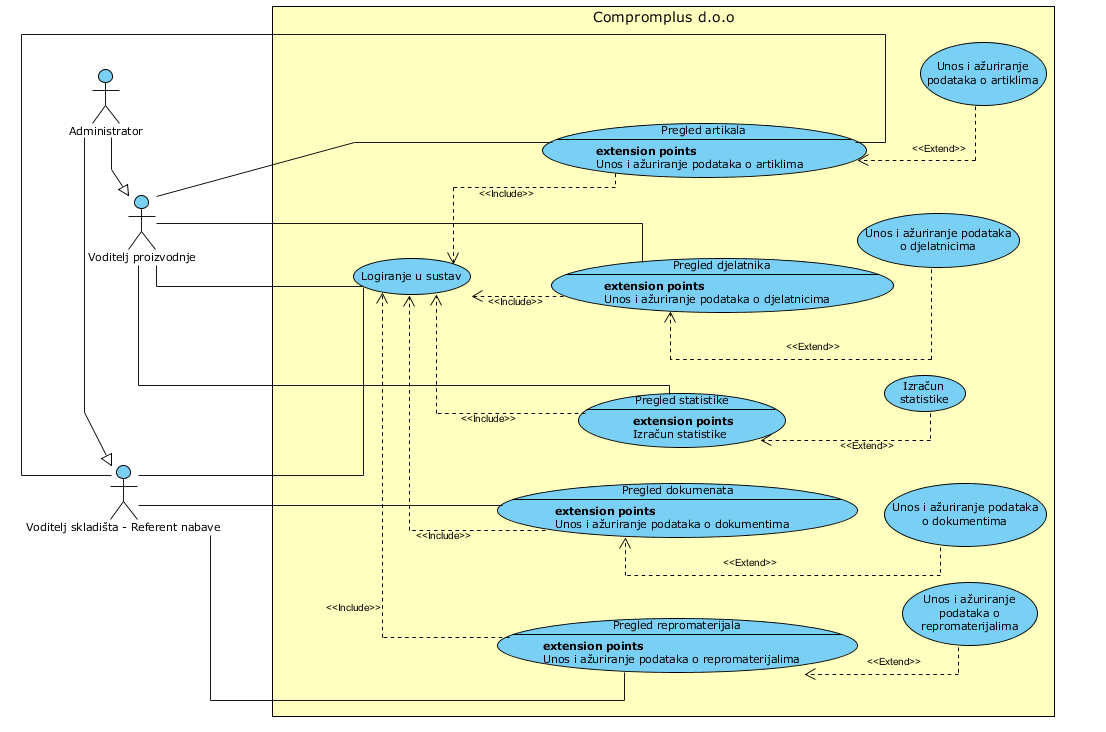 Compromplus d.o.o
Unos i ažuriranje
podataka o artiklima
Administrator
Pregled artikala
extension points
Unos i ažuriranje podataka o artiklima
<<Extend>>
<<Include>>
Voditelj proizvodnje
Unos i ažuriranje podataka
o djelatnicima
Logiranje u sustav
Pregled djelatnika
extension points
Unos i ažuriranje podataka o djelatnicima
<<Include>>
<<Extend>>
Izračun
statistike
Pregled statistike
extension points
Izračun statistike
<<Include>>
<<Extend>>
Voditelj skladišta - Referent nabave
Pregled dokumenata
extension points
Unos i ažuriranje podataka o dokumentima
Unos i ažuriranje podataka
o dokumentima
<<Include>>
<<Extend>>
Unos i ažuriranje
podataka o
repromaterijalima
<<Include>>
Pregled repromaterijala
extension points
Unos i ažuriranje podataka o repromaterijalima
<<Extend>>